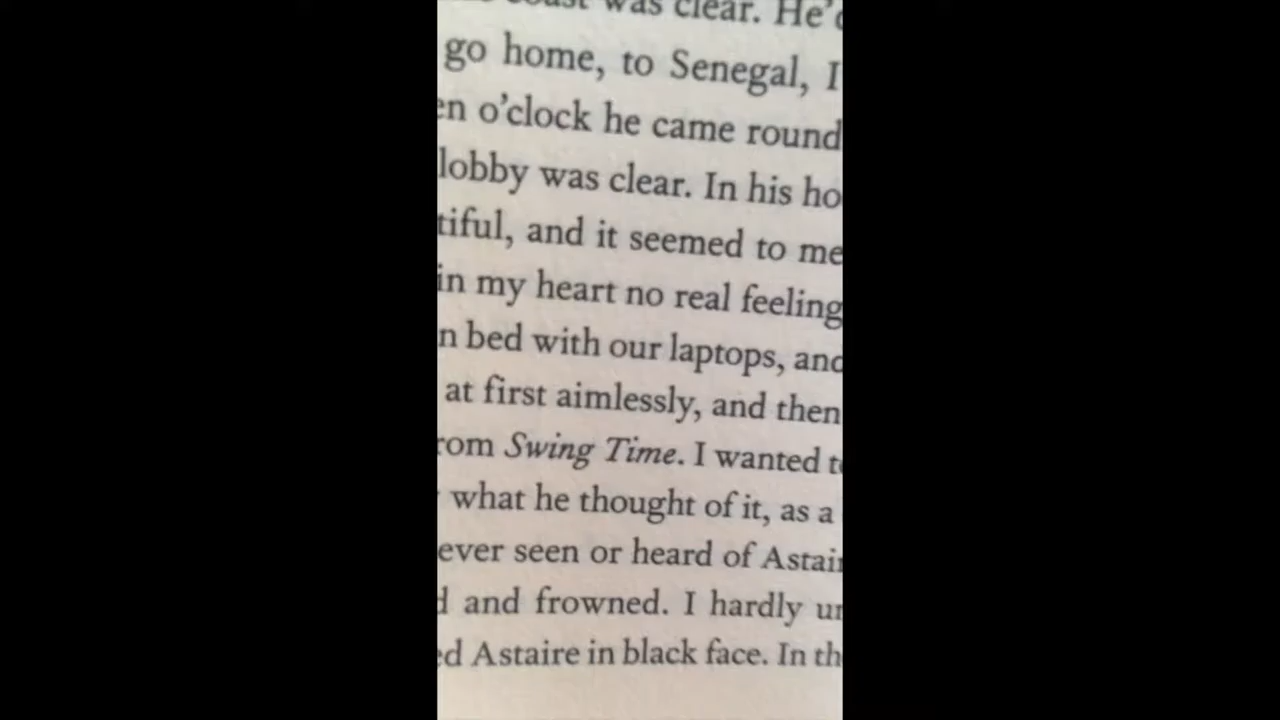 coast was clear. He'd
go home, to Senegal, I
en o'clock he came round
lobby was clear. In his ho
tiful, and it seemed to me
in my heart no real feeling
n bed with our laptops, and
at first aimlessly, and then
rom Swing Time. I wanted to
what he thought of it, as a
ever seen or heard of Astair
d and frowned. I hardly un
ed Astaire in black face. In th